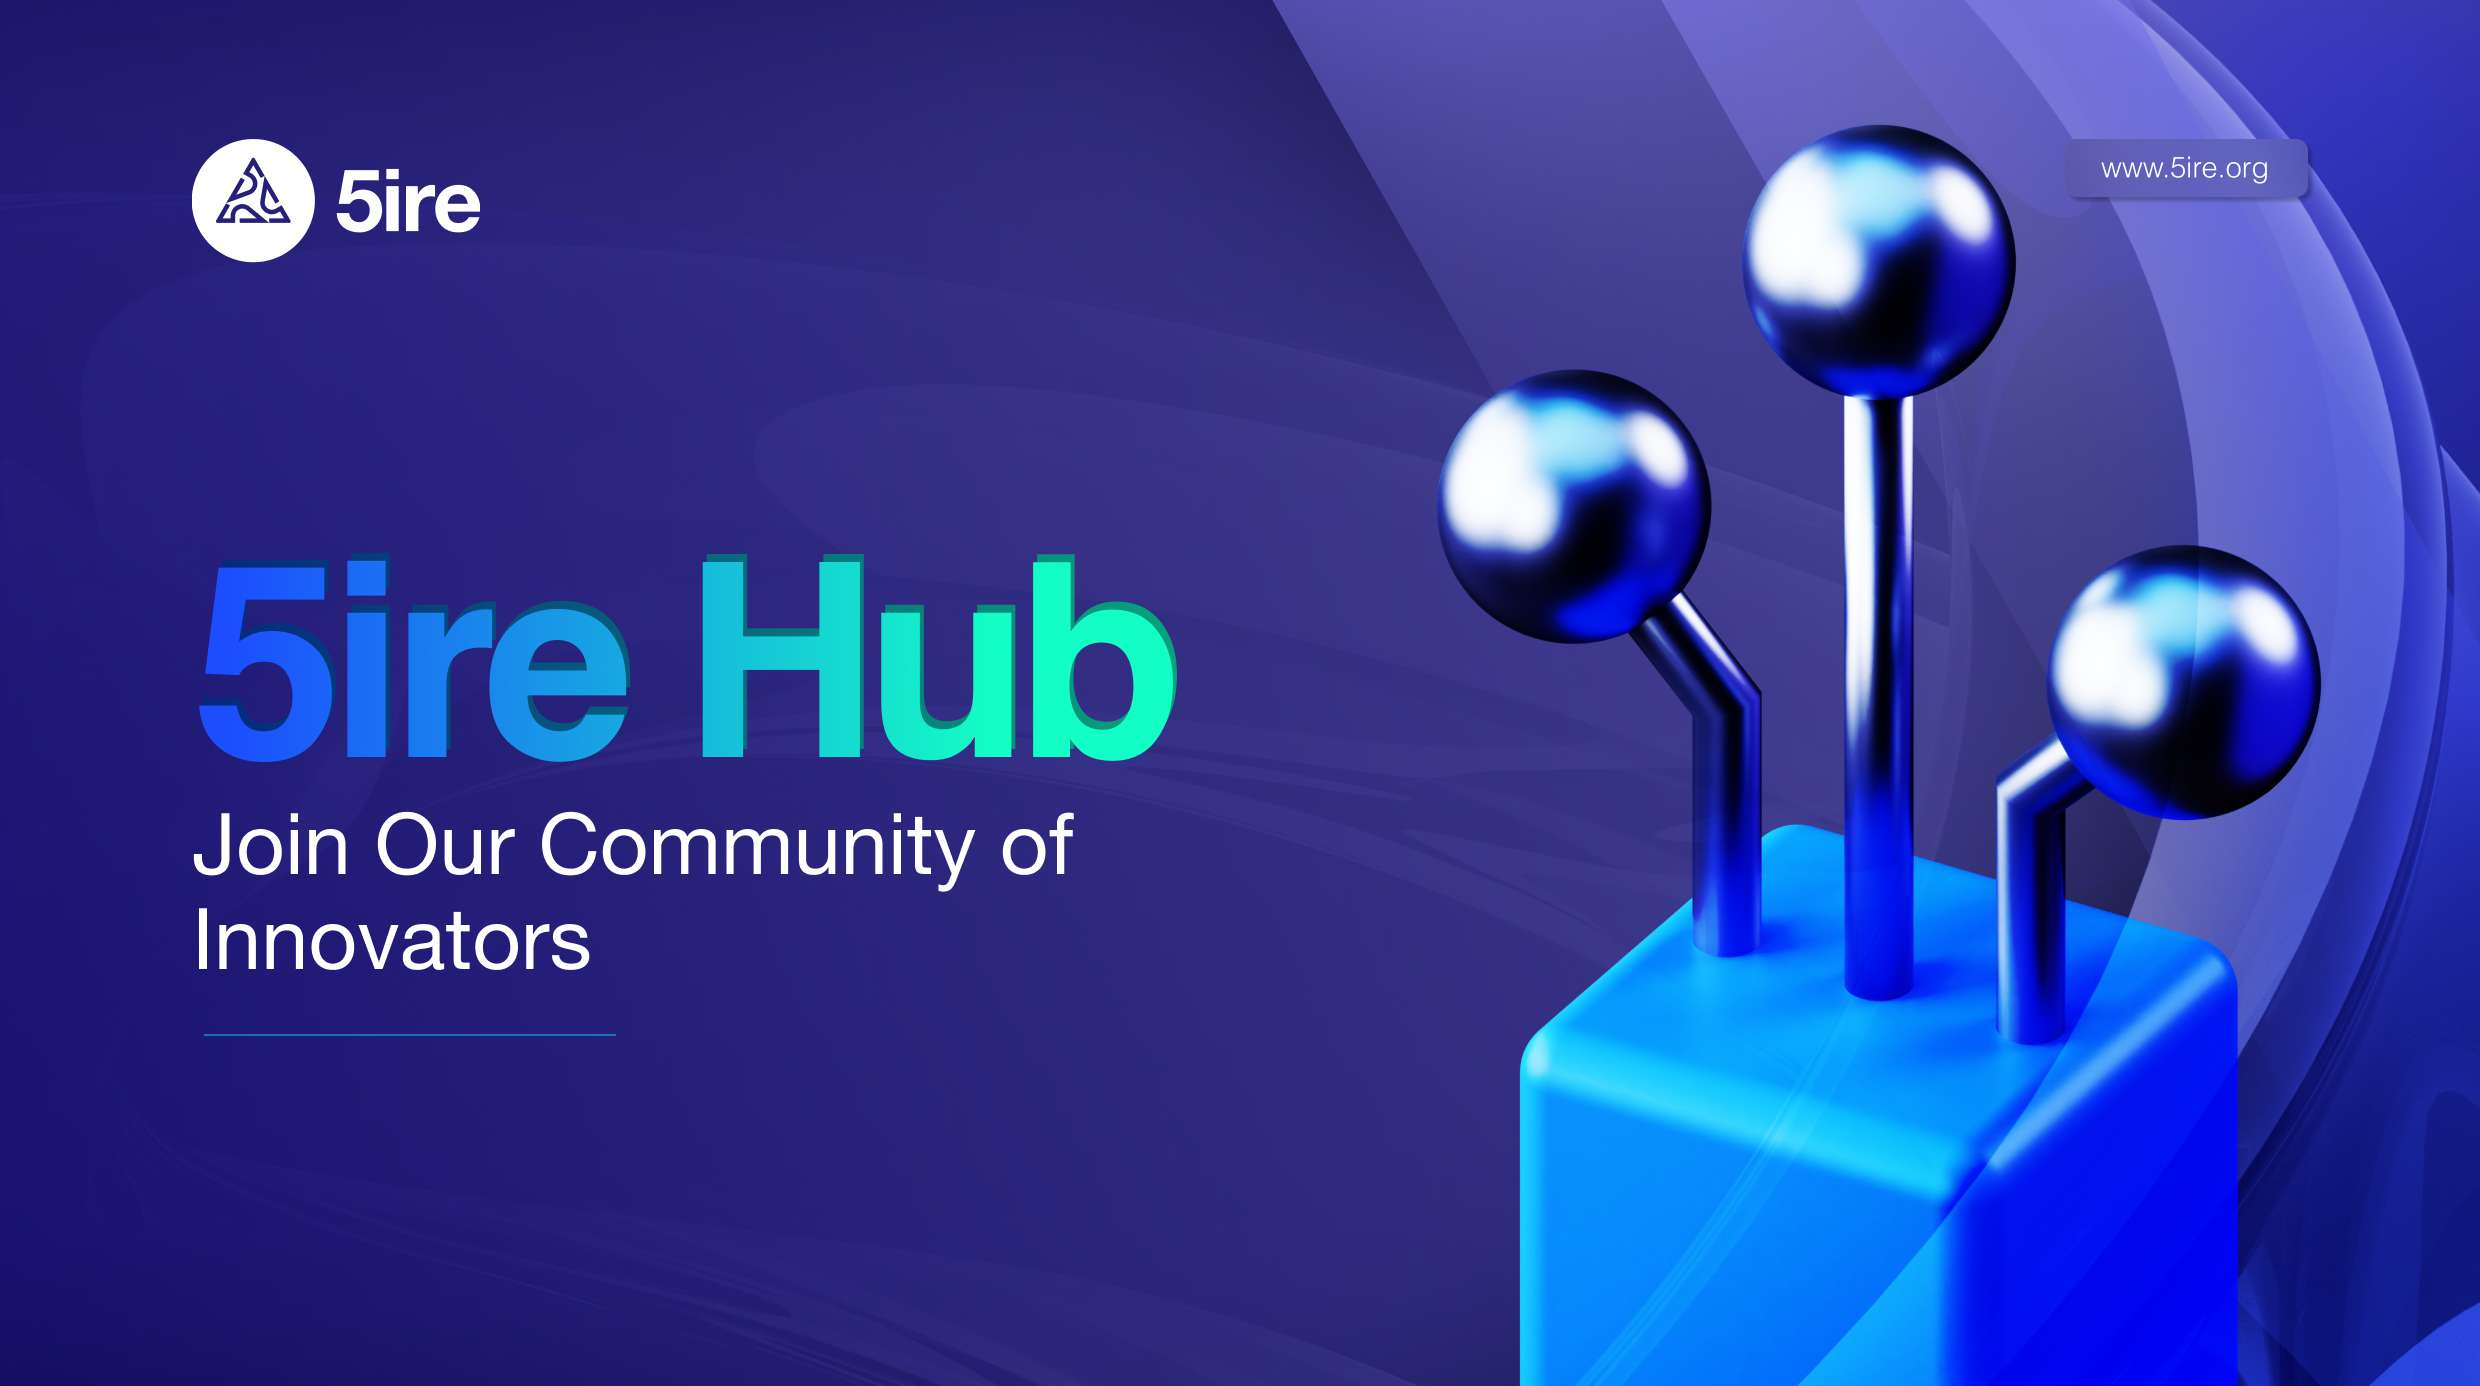 5ire
www.5ire.org
5ire Hub
Join Our Community of
Innovators